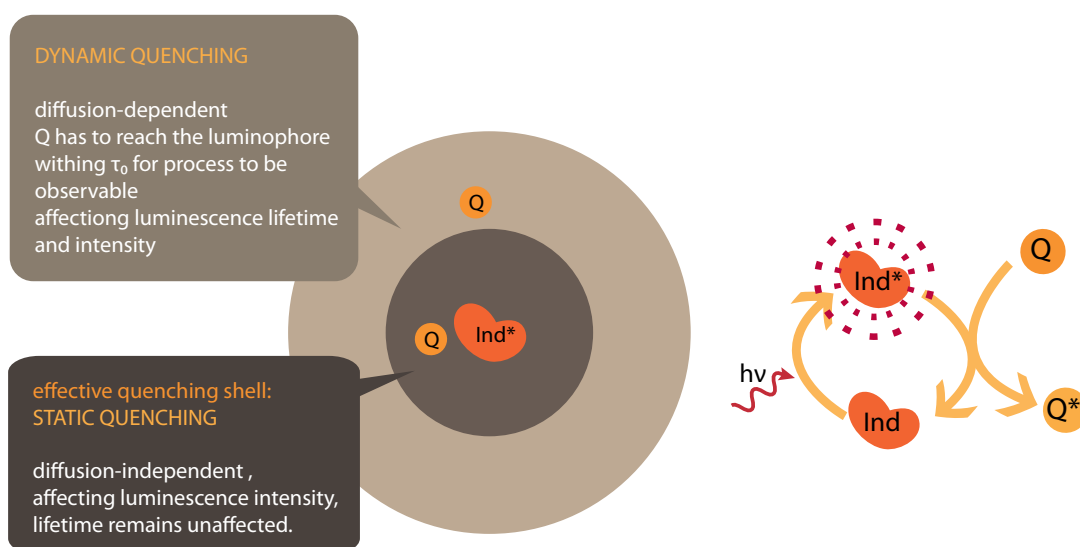 DYNAMIC QUENCHING
diffusion-dependent
Q has to reach the luminophore
withing τ₀ for process to be
observable
affectiong luminescence lifetime
and intensity
effective quenching shell:
STATIC QUENCHING
diffusion-independent ,
affecting luminescence intensity,
lifetime remains unaffected.
Q
Q
Ind*
Ind*
Q
hν
Ind
Q*